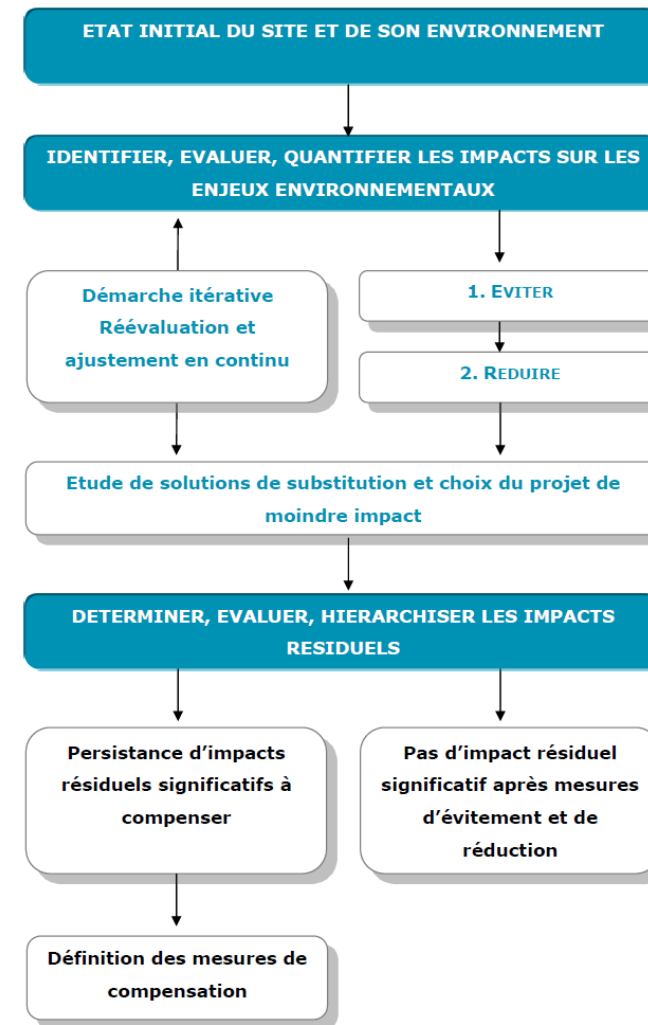 ETAT INITIAL DU SITE ET DE SON ENVIRONNEMENT
IDENTIFIER, EVALUER, QUANTIFIER LES IMPACTS SUR LES
ENJEUX ENVIRONNEMENTAUX
Démarche itérative
Réévaluation et
ajustement en continu
1. EVITER
2. REDUIRE
Etude de solutions de substitution et choix du projet de
moindre impact
DETERMINER, EVALUER, HIERARCHISER LES IMPACTS
RESIDUELS
Persistance d’impacts
résiduels significatifs à
compenser
Pas d’impact résiduel
significatif après mesures
d’évitement et de
réduction
Définition des mesures de
compensation